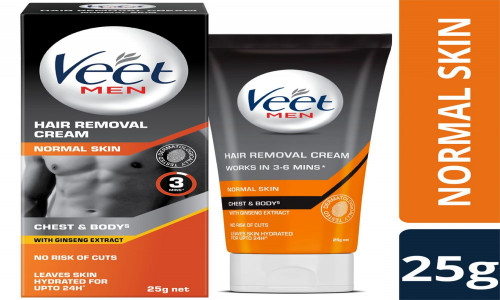 Veet
MEN
HAIR REMOVAL
CREAM
NORMAL SKIN
3
MINS*
CHEST & BODY§
WITH GINSENG EXTRACT
NO RISK OF CUTS
LEAVES SKIN
HYDRATED FOR
UPTO 24H^
25g net
Veet
MEN
HAIR REMOVAL CREAM
WORKS IN 3-6 MINS*
NORMAL SKIN
CHEST & BODY§
WITH GINSENG EXTRACT
NO RISK OF CUTS
LEAVES SKIN HYDRATED
FOR UPTO 24H^
25g net
NORMAL SKIN
25g